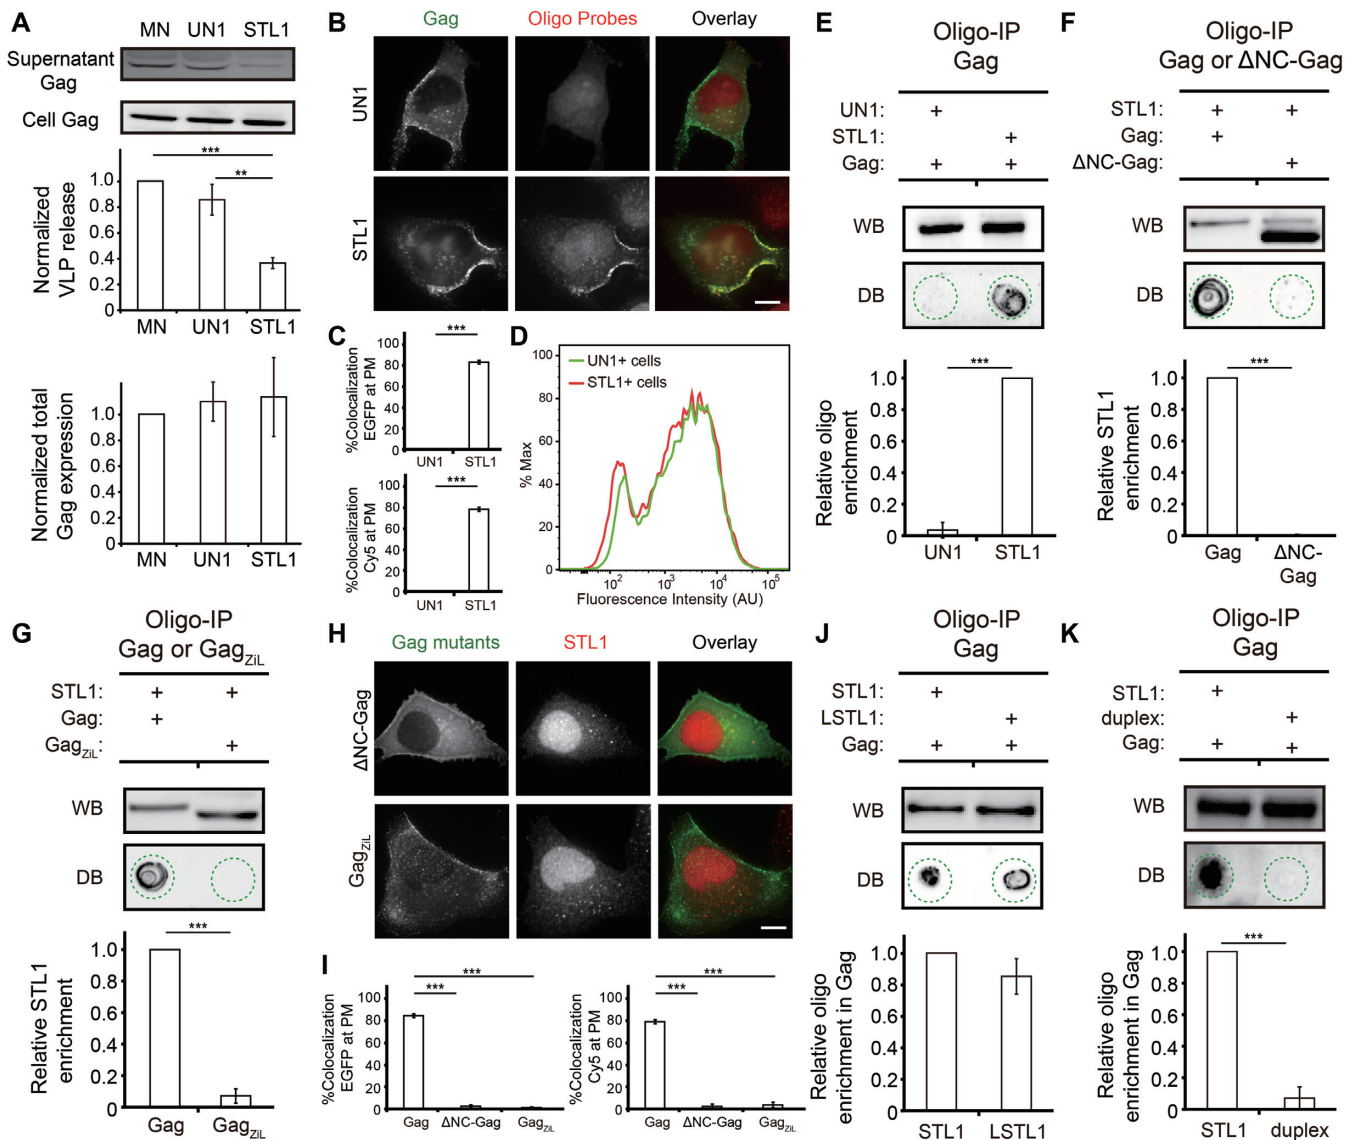 A
MN UN1 STL1
Supernatant
Gag
Cell Gag
***
**
Normalized
VLP release
1.0
0.8
0.6
0.4
0.2
0
MN UN1 STL1
Normalized total
Gag expression
1.0
0.8
0.6
0.4
0.2
0
MN UN1 STL1
B
Gag Oligo Probes Overlay
UN1
STL1
C
***
%Colocalization
EGFP at PM
100
80
60
40
20
0
UN1 STL1
***
%Colocalization
Cy5 at PM
100
80
60
40
20
0
UN1 STL1
D
UN1+ cells
STL1+ cells
% Max
100
80
60
40
20
0
10² 10³ 10⁴ 10⁵
Fluorescence Intensity (AU)
E
Oligo-IP
Gag
UN1: +
STL1: +
Gag: + +
WB
DB
***
Relative oligo
enrichment
1.0
0.8
0.6
0.4
0.2
0
UN1 STL1
F
Oligo-IP
Gag or ΔNC-Gag
STL1: + +
Gag: +
ΔNC-Gag: +
WB
DB
***
Relative STL1
enrichment
1.0
0.8
0.6
0.4
0.2
0
Gag ΔNC-
Gag
G
Oligo-IP
Gag or Gag_ZiL
STL1: + +
Gag: +
Gag_ZiL: +
WB
DB
***
Relative STL1
enrichment
1.0
0.8
0.6
0.4
0.2
0
Gag Gag_ZiL
H
Gag mutants STL1 Overlay
ΔNC-Gag
Gag_ZiL
I
***
***
%Colocalization
EGFP at PM
100
80
60
40
20
0
Gag ΔNC-Gag Gag_ZiL
***
***
%Colocalization
Cy5 at PM
100
80
60
40
20
0
Gag ΔNC-Gag Gag_ZiL
J
Oligo-IP
Gag
STL1: +
LSTL1: +
Gag: + +
WB
DB
Relative oligo
enrichment in Gag
1.0
0.8
0.6
0.4
0.2
0
STL1 LSTL1
K
Oligo-IP
Gag
STL1: +
duplex: +
Gag: + +
WB
DB
***
Relative oligo
enrichment in Gag
1.0
0.8
0.6
0.4
0.2
0
STL1 duplex